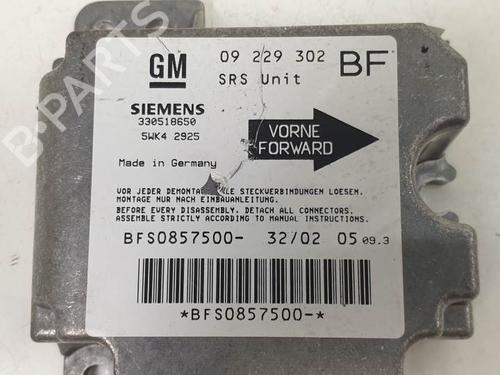 GM
09 229 302 BF
SRS Unit
SIEMENS
330518650
5WK4 2925
VORNE
FORWARD
Made in Germany
VOR JEDER STECKVERBINDUNGEN LOESEN.
MONTAGE NUR NACH EINBAUANLEITUNG.
BEFORE EVERY DISASSEMBLY. DETACH ALL CONNECTORS.
ASSEMBLE STRICTLY ACCORDING TO MANUAL INSTRUCTIONS.
BFS0857500- 32/02 05 09.3
*BFS0857500-*
B-PARTS